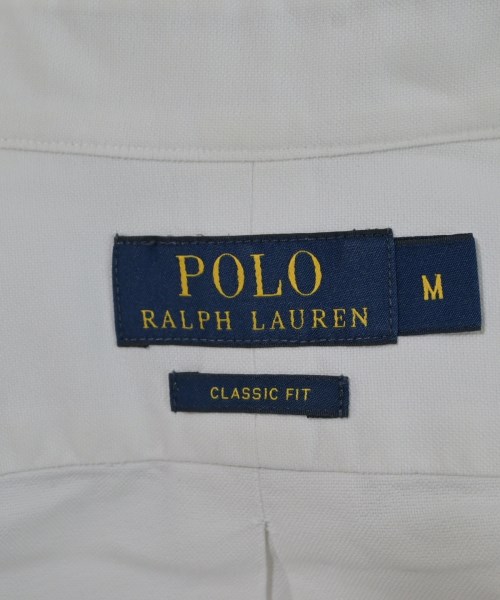 POLO
RALPH LAUREN
M
CLASSIC FIT